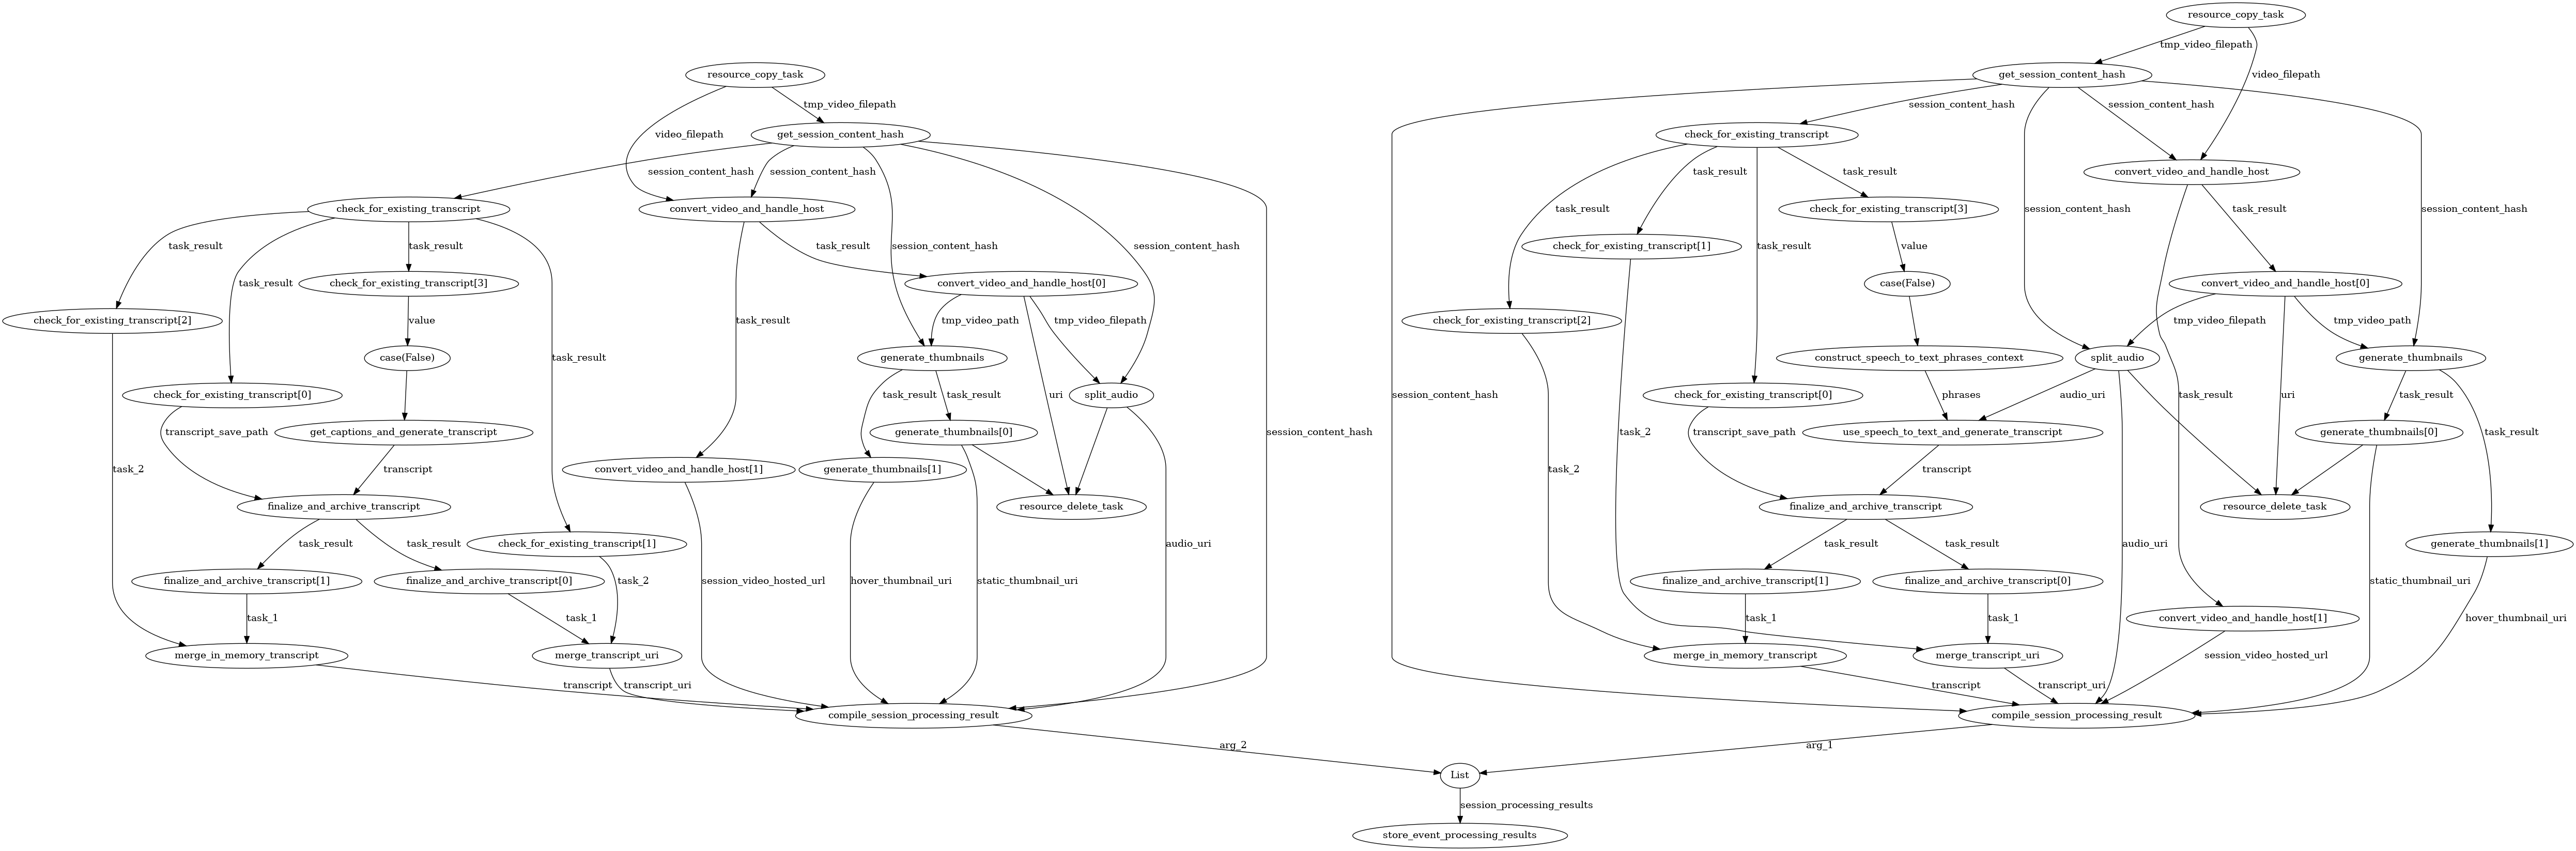 resource_copy_task
tmp_video_filepath
resource_copy_task
get_session_content_hash
video_filepath
tmp_video_filepath
session_content_hash
session_content_hash
video_filepath
get_session_content_hash
check_for_existing_transcript
session_content_hash
session_content_hash
task_result
task_result
convert_video_and_handle_host
check_for_existing_transcript
convert_video_and_handle_host
task_result
check_for_existing_transcript[3]
session_content_hash
task_result
session_content_hash
task_result
task_result
task_result
session_content_hash
session_content_hash
check_for_existing_transcript[1]
task_result
value
task_result
check_for_existing_transcript[3]
convert_video_and_handle_host[0]
case(False)
convert_video_and_handle_host[0]
check_for_existing_transcript[2]
value
task_result
tmp_video_path
tmp_video_filepath
check_for_existing_transcript[2]
tmp_video_filepath
tmp_video_path
case(False)
task_result
generate_thumbnails
construct_speech_to_text_phrases_context
split_audio
generate_thumbnails
check_for_existing_transcript[0]
task_result
task_result
uri
split_audio
session_content_hash
check_for_existing_transcript[0]
phrases
audio_uri
task_result
uri
task_result
transcript_save_path
get_captions_and_generate_transcript
generate_thumbnails[0]
session_content_hash
task_2
transcript_save_path
use_speech_to_text_and_generate_transcript
generate_thumbnails[0]
task_result
task_2
transcript
convert_video_and_handle_host[1]
generate_thumbnails[1]
task_2
transcript
finalize_and_archive_transcript
resource_delete_task
finalize_and_archive_transcript
resource_delete_task
task_result
task_result
check_for_existing_transcript[1]
audio_uri
task_result
task_result
audio_uri
generate_thumbnails[1]
finalize_and_archive_transcript[1]
finalize_and_archive_transcript[0]
task_2
session_video_hosted_url
hover_thumbnail_uri
static_thumbnail_uri
finalize_and_archive_transcript[1]
finalize_and_archive_transcript[0]
static_thumbnail_uri
task_1
task_1
task_1
task_1
convert_video_and_handle_host[1]
hover_thumbnail_uri
merge_in_memory_transcript
merge_transcript_uri
merge_in_memory_transcript
merge_transcript_uri
session_video_hosted_url
transcript
transcript_uri
transcript
transcript_uri
compile_session_processing_result
compile_session_processing_result
arg_2
arg_1
List
session_processing_results
store_event_processing_results